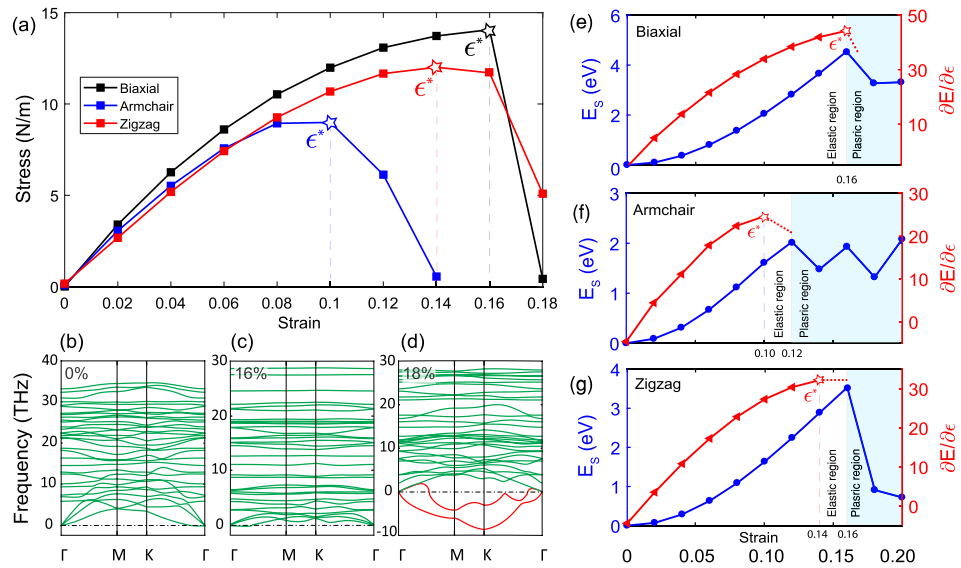 (a)
Stress (N/m)
15
10
5
0
Biaxial
Armchair
Zigzag
ϵ*
ϵ*
ϵ*
0 0.02 0.04 0.06 0.08 0.1 0.12 0.14 0.16 0.18
Strain
(b) (c) (d)
Frequency (THz)
0%
40
30
20
10
0
Γ M K Γ
16%
30
20
10
0
Γ M K Γ
18%
30
20
10
0
-10
Γ M K Γ
(e)
Biaxial
E_S (eV)
6
4
2
0
ϵ*
Elastic region
Plasric region
0.16
50
40
30
20
10
∂E/∂ϵ
(f)
Armchair
E_S (eV)
3
2
1
0
ϵ*
Elastic region
Plasric region
0.10 0.12
30
20
10
0
∂E/∂ϵ
(g)
Zigzag
E_S (eV)
4
3
2
1
0
ϵ*
Elastic region
Plasric region
0.14 0.16
30
20
10
0
∂E/∂ϵ
0 0.05 0.10 0.15 0.20
Strain